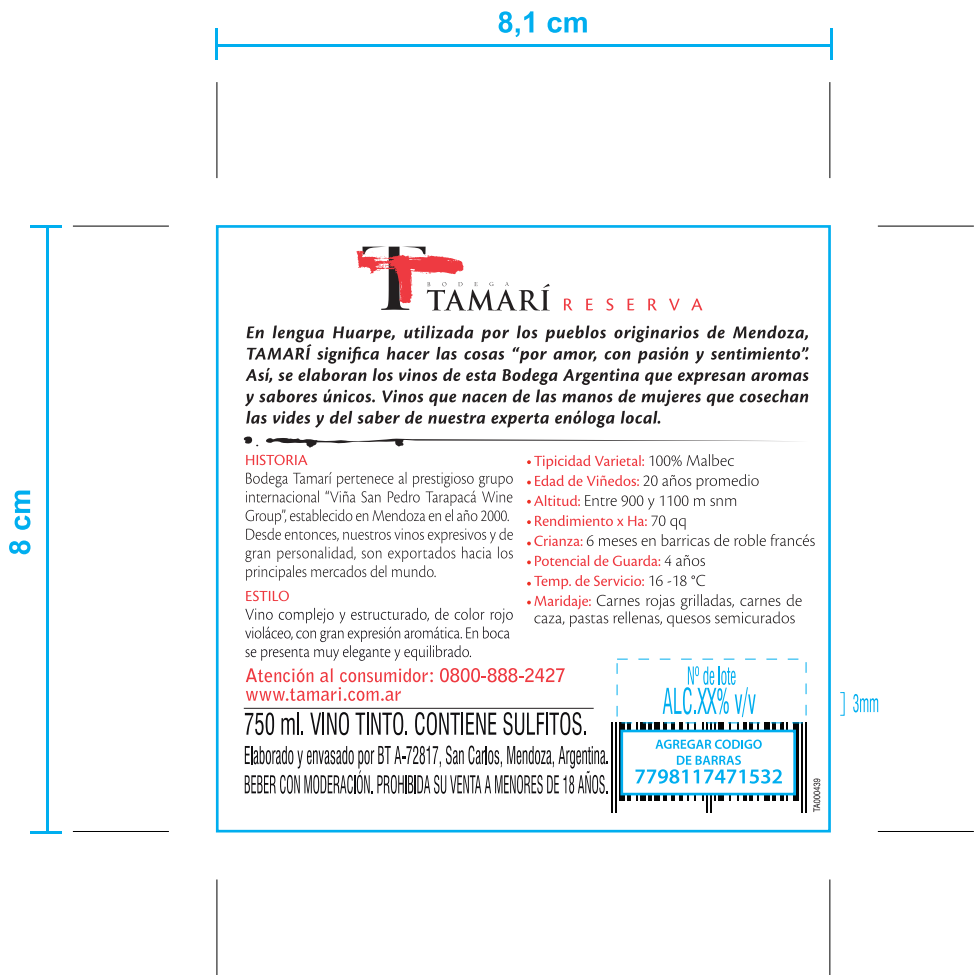 8,1 cm
8 cm
BODEGA
TAMARÍ RESERVA
En lengua Huarpe, utilizada por los pueblos originarios de Mendoza,
TAMARÍ significa hacer las cosas “por amor, con pasión y sentimiento”.
Así, se elaboran los vinos de esta Bodega Argentina que expresan aromas
y sabores únicos. Vinos que nacen de las manos de mujeres que cosechan
las vides y del saber de nuestra experta enóloga local.
HISTORIA
Bodega Tamarí pertenece al prestigioso grupo
internacional “Viña San Pedro Tarapacá Wine
Group”, establecido en Mendoza en el año 2000.
Desde entonces, nuestros vinos expresivos y de
gran personalidad, son exportados hacia los
principales mercados del mundo.
ESTILO
Vino complejo y estructurado, de color rojo
violáceo, con gran expresión aromática. En boca
se presenta muy elegante y equilibrado.
• Tipicidad Varietal: 100% Malbec
• Edad de Viñedos: 20 años promedio
• Altitud: Entre 900 y 1100 m snm
• Rendimiento x Ha: 70 qq
• Crianza: 6 meses en barricas de roble francés
• Potencial de Guarda: 4 años
• Temp. de Servicio: 16 -18 °C
• Maridaje: Carnes rojas grilladas, carnes de
caza, pastas rellenas, quesos semicurados
Atención al consumidor: 0800-888-2427
www.tamari.com.ar
750 ml. VINO TINTO. CONTIENE SULFITOS.
Elaborado y envasado por BT A-72817, San Carlos, Mendoza, Argentina.
BEBER CON MODERACIÓN. PROHIBIDA SU VENTA A MENORES DE 18 AÑOS.
Nº de lote
ALC.XX% v/v
3mm
AGREGAR CODIGO
DE BARRAS
7798117471532
TA000439